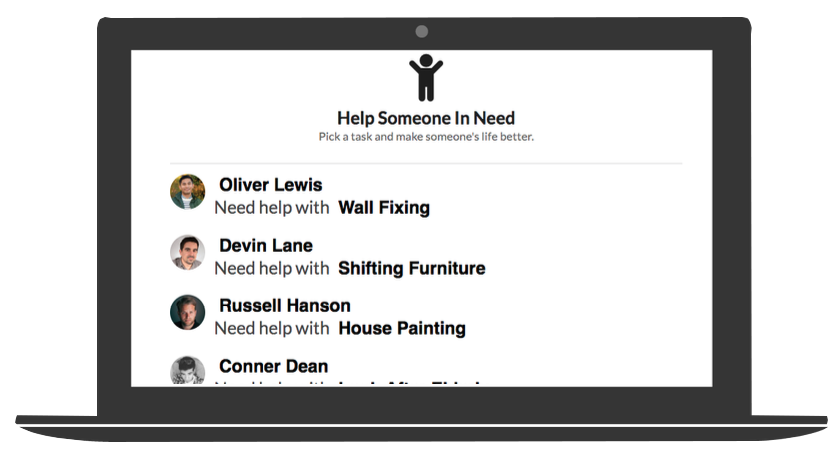 Help Someone In Need
Pick a task and make someone's life better.
Oliver Lewis
Need help with Wall Fixing
Devin Lane
Need help with Shifting Furniture
Russell Hanson
Need help with House Painting
Conner Dean